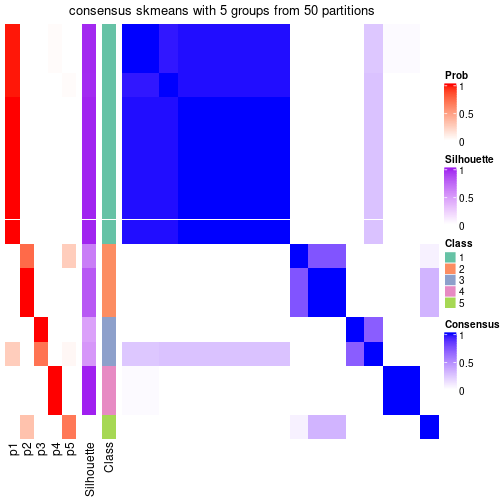 consensus skmeans with 5 groups from 50 partitions
Prob
1
0.5
0
Silhouette
1
0.5
0
Class
1
2
3
4
5
Consensus
1
0.5
0
p1
p2
p3
p4
p5
Silhouette
Class